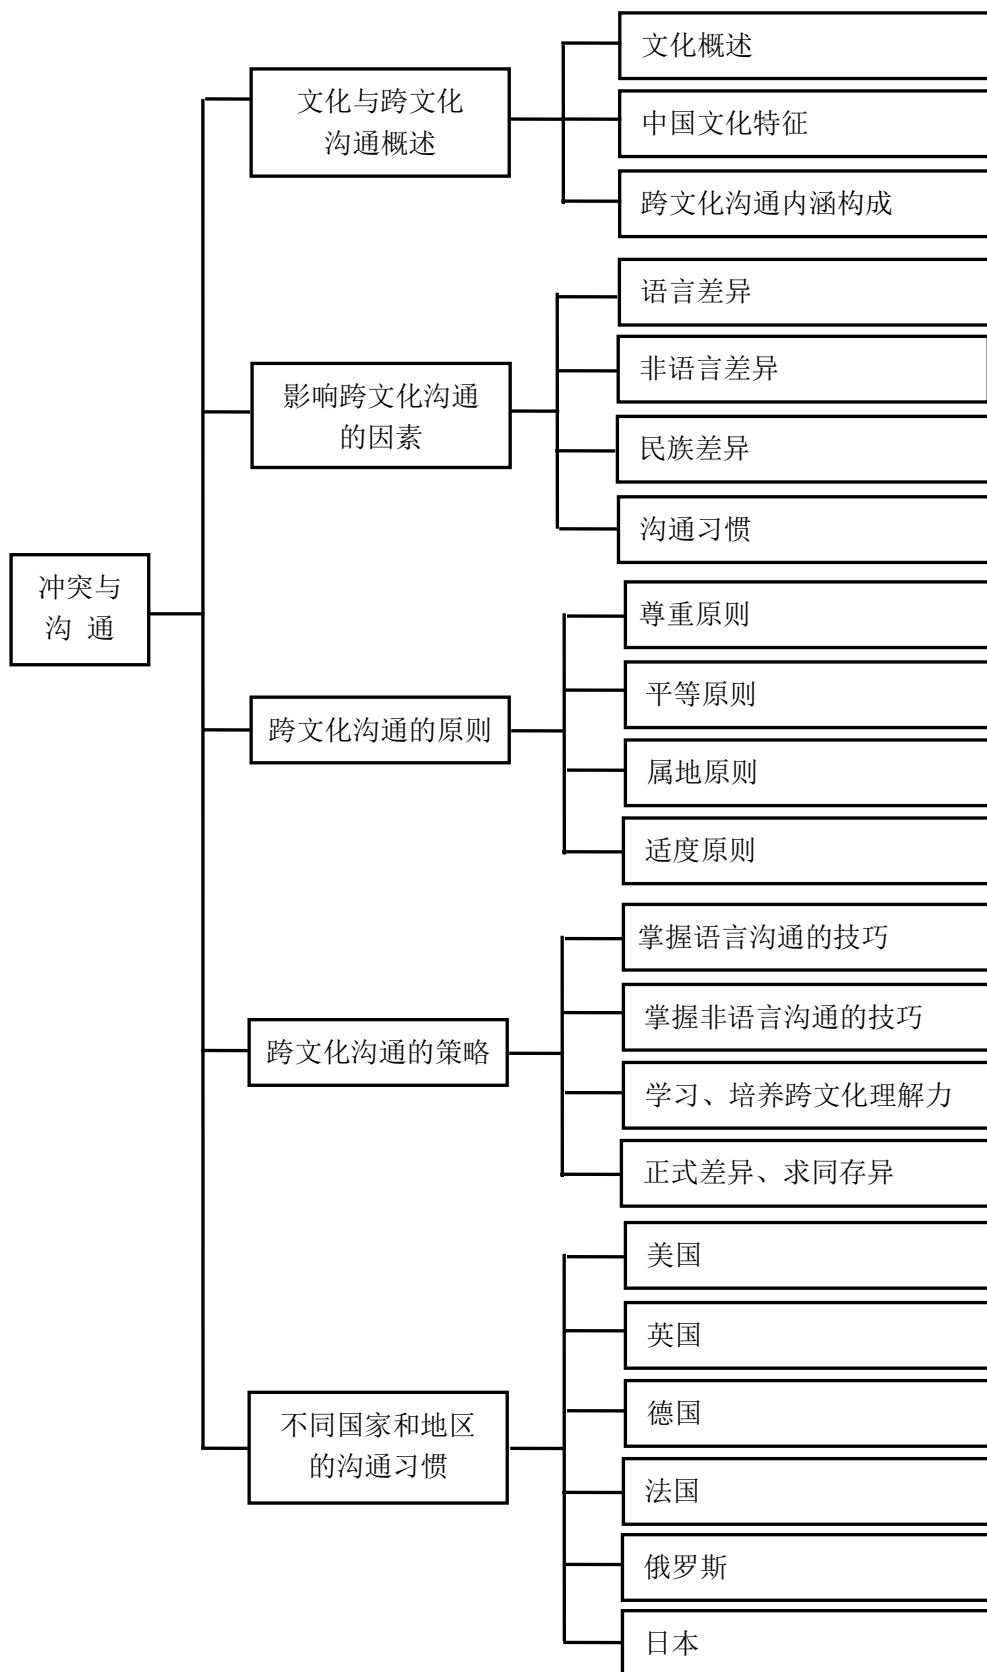 冲突与
沟 通
文化与跨文化
沟通概述
文化概述
中国文化特征
跨文化沟通内涵构成
影响跨文化沟通
的因素
语言差异
非语言差异
民族差异
沟通习惯
跨文化沟通的原则
尊重原则
平等原则
属地原则
适度原则
跨文化沟通的策略
掌握语言沟通的技巧
掌握非语言沟通的技巧
学习、培养跨文化理解力
正式差异、求同存异
不同国家和地区
的沟通习惯
美国
英国
德国
法国
俄罗斯
日本